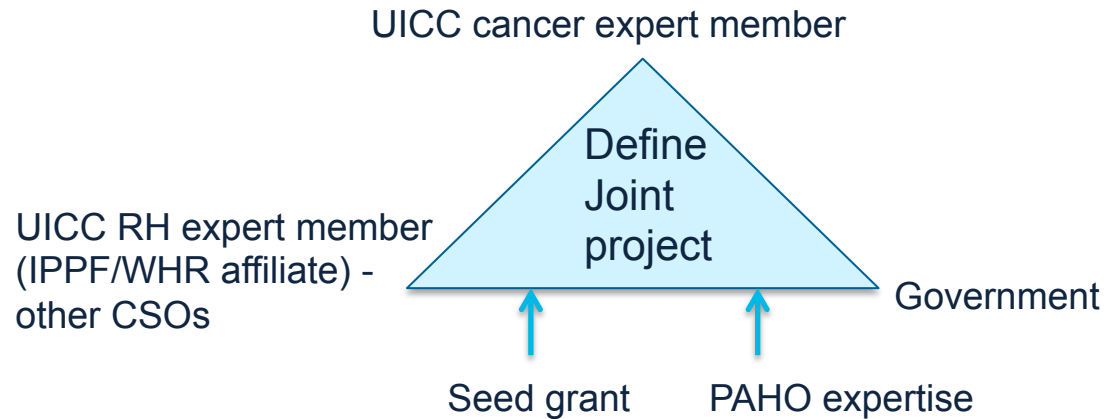 UICC cancer expert member
Define
Joint
project
UICC RH expert member
(IPPF/WHR affiliate) -
other CSOs
Government
Seed grant
PAHO expertise